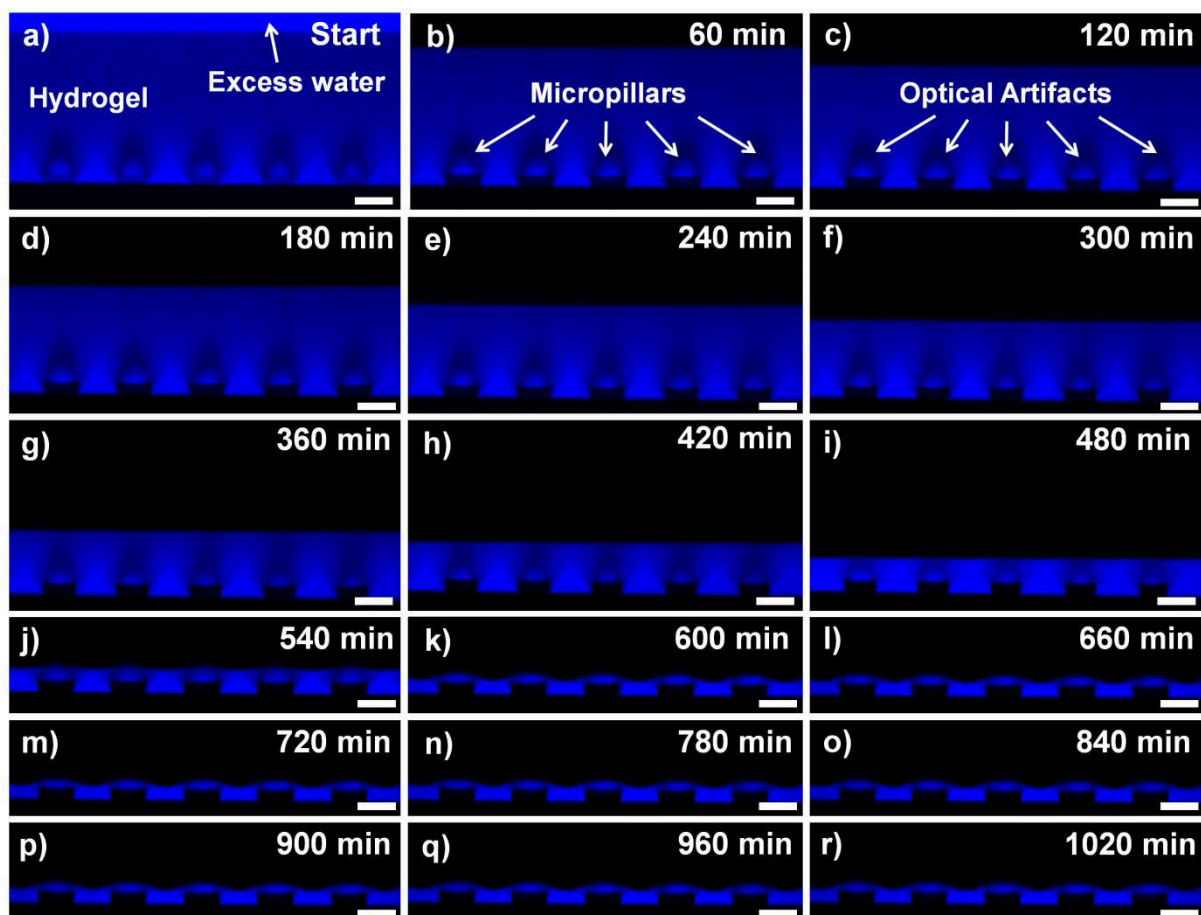 a) Start
Excess water
Hydrogel
b) 60 min
Micropillars
c) 120 min
Optical Artifacts
d) 180 min
e) 240 min
f) 300 min
g) 360 min
h) 420 min
i) 480 min
j) 540 min
k) 600 min
l) 660 min
m) 720 min
n) 780 min
o) 840 min
p) 900 min
q) 960 min
r) 1020 min